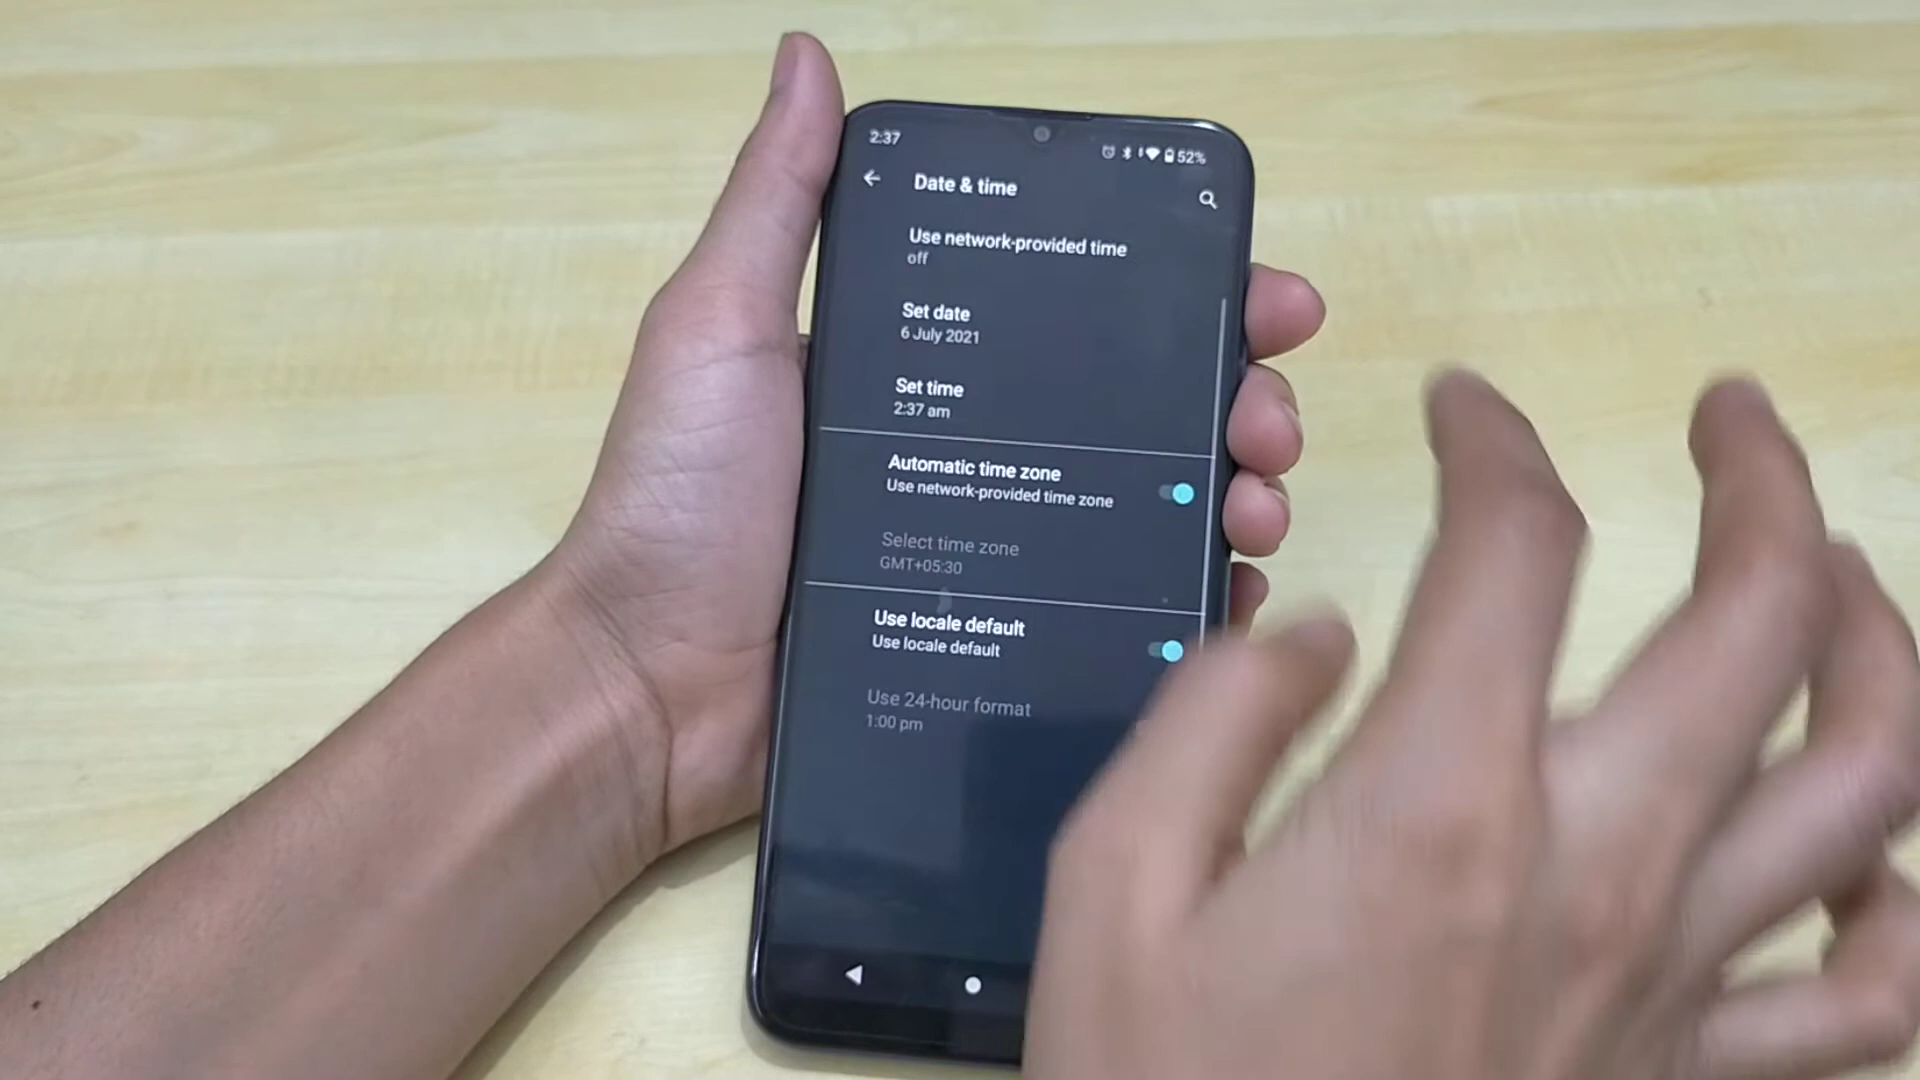 2:37
52%
Date & time
Use network-provided time
off
Set date
6 July 2021
Set time
2:37 am
Automatic time zone
Use network-provided time zone
Select time zone
GMT+05:30
Use locale default
Use locale default
Use 24-hour format
1:00 pm